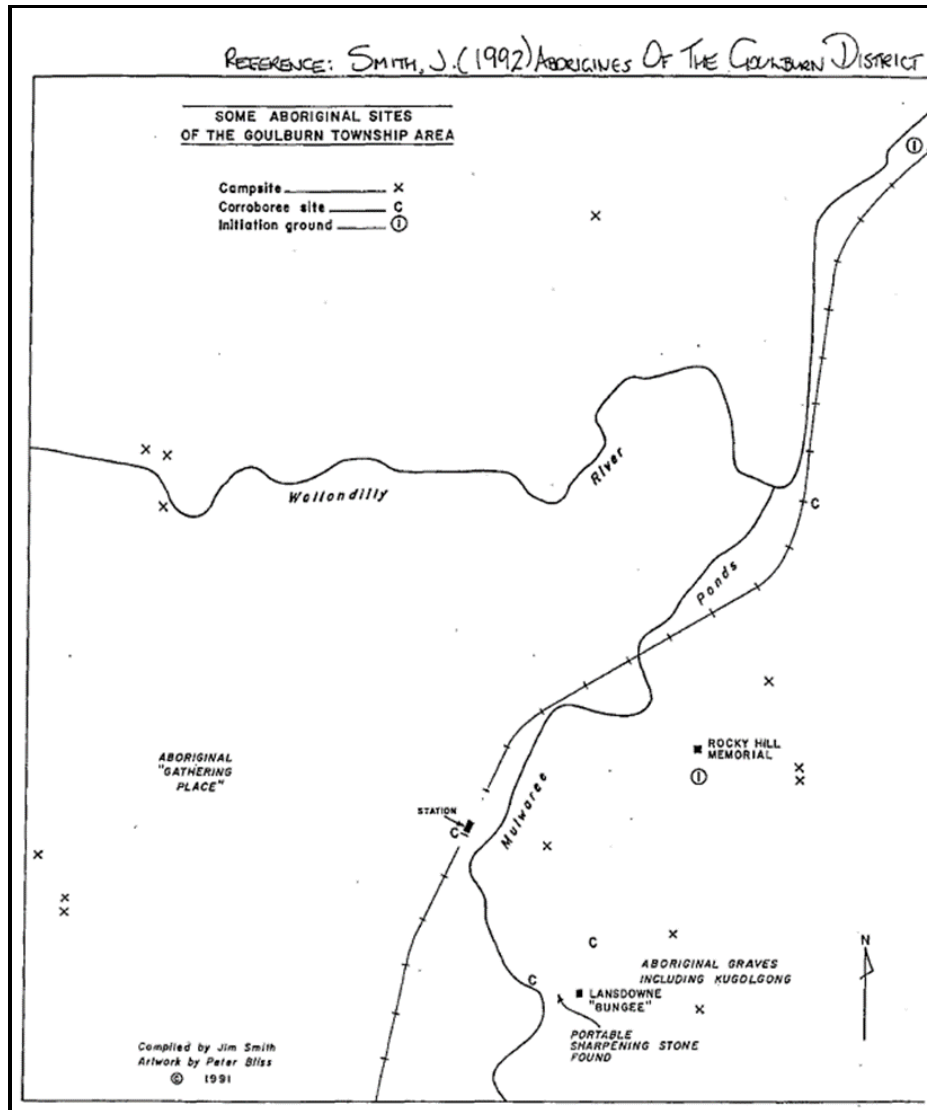 REFERENCE: SMITH, J. (1992) ABORIGINES OF THE GOULBURN DISTRICT
SOME ABORIGINAL SITES
OF THE GOULBURN TOWNSHIP AREA
Campsite X
Corroboree site C
Initiation ground I
I
X
X X
X
Wollondilly
River
C
Ponds
X
ROCKY HILL
MEMORIAL
I
X
X
ABORIGINAL
"GATHERING
PLACE"
STATION
C
Mulwaree
X
X
X
X
C
X
N
ABORIGINAL GRAVES
INCLUDING KUGOLGONG
C
LANSDOWNE
"BUNGEE"
X
PORTABLE
SHARPENING STONE
FOUND
Compiled by Jim Smith
Artwork by Peter Bliss
© 1991